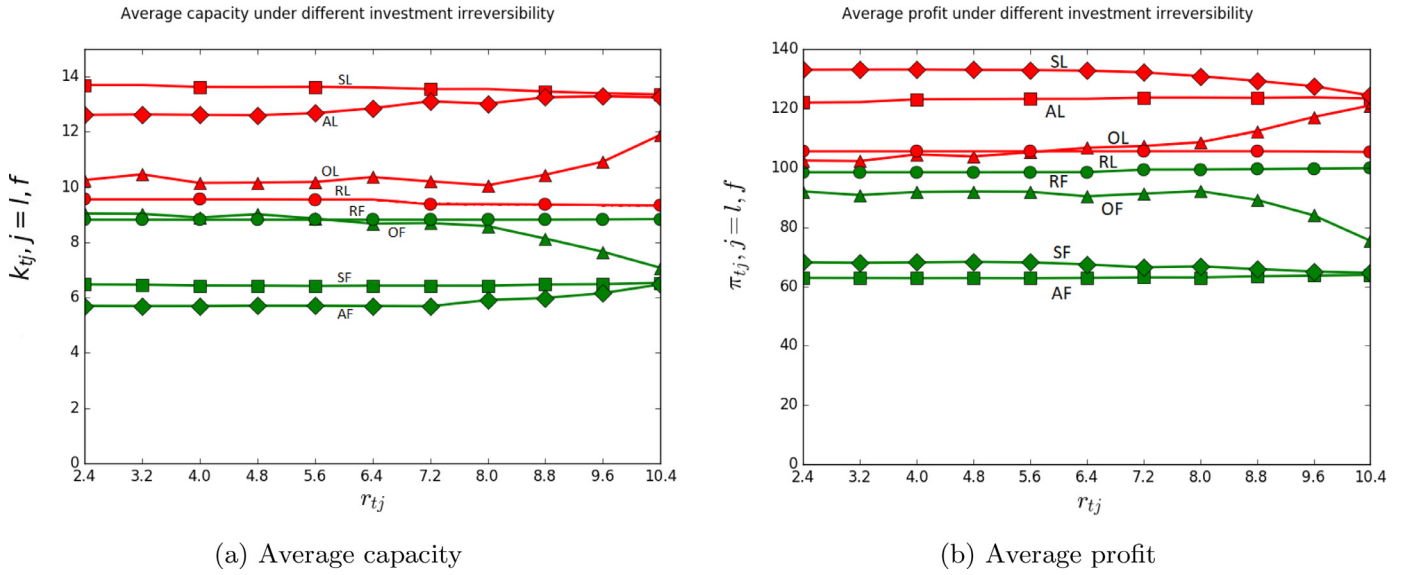 Average capacity under different investment irreversibility
14
12
10
8
6
4
2
0
k_{tj}, j = l, f
SL
AL
OL
RL
RF
OF
SF
AF
2.4 3.2 4.0 4.8 5.6 6.4 7.2 8.0 8.8 9.6 10.4
r_{tj}
(a) Average capacity
Average profit under different investment irreversibility
140
120
100
80
60
40
20
0
π_{tj}, j = l, f
SL
AL
OL
RL
RF
OF
SF
AF
2.4 3.2 4.0 4.8 5.6 6.4 7.2 8.0 8.8 9.6 10.4
r_{tj}
(b) Average profit